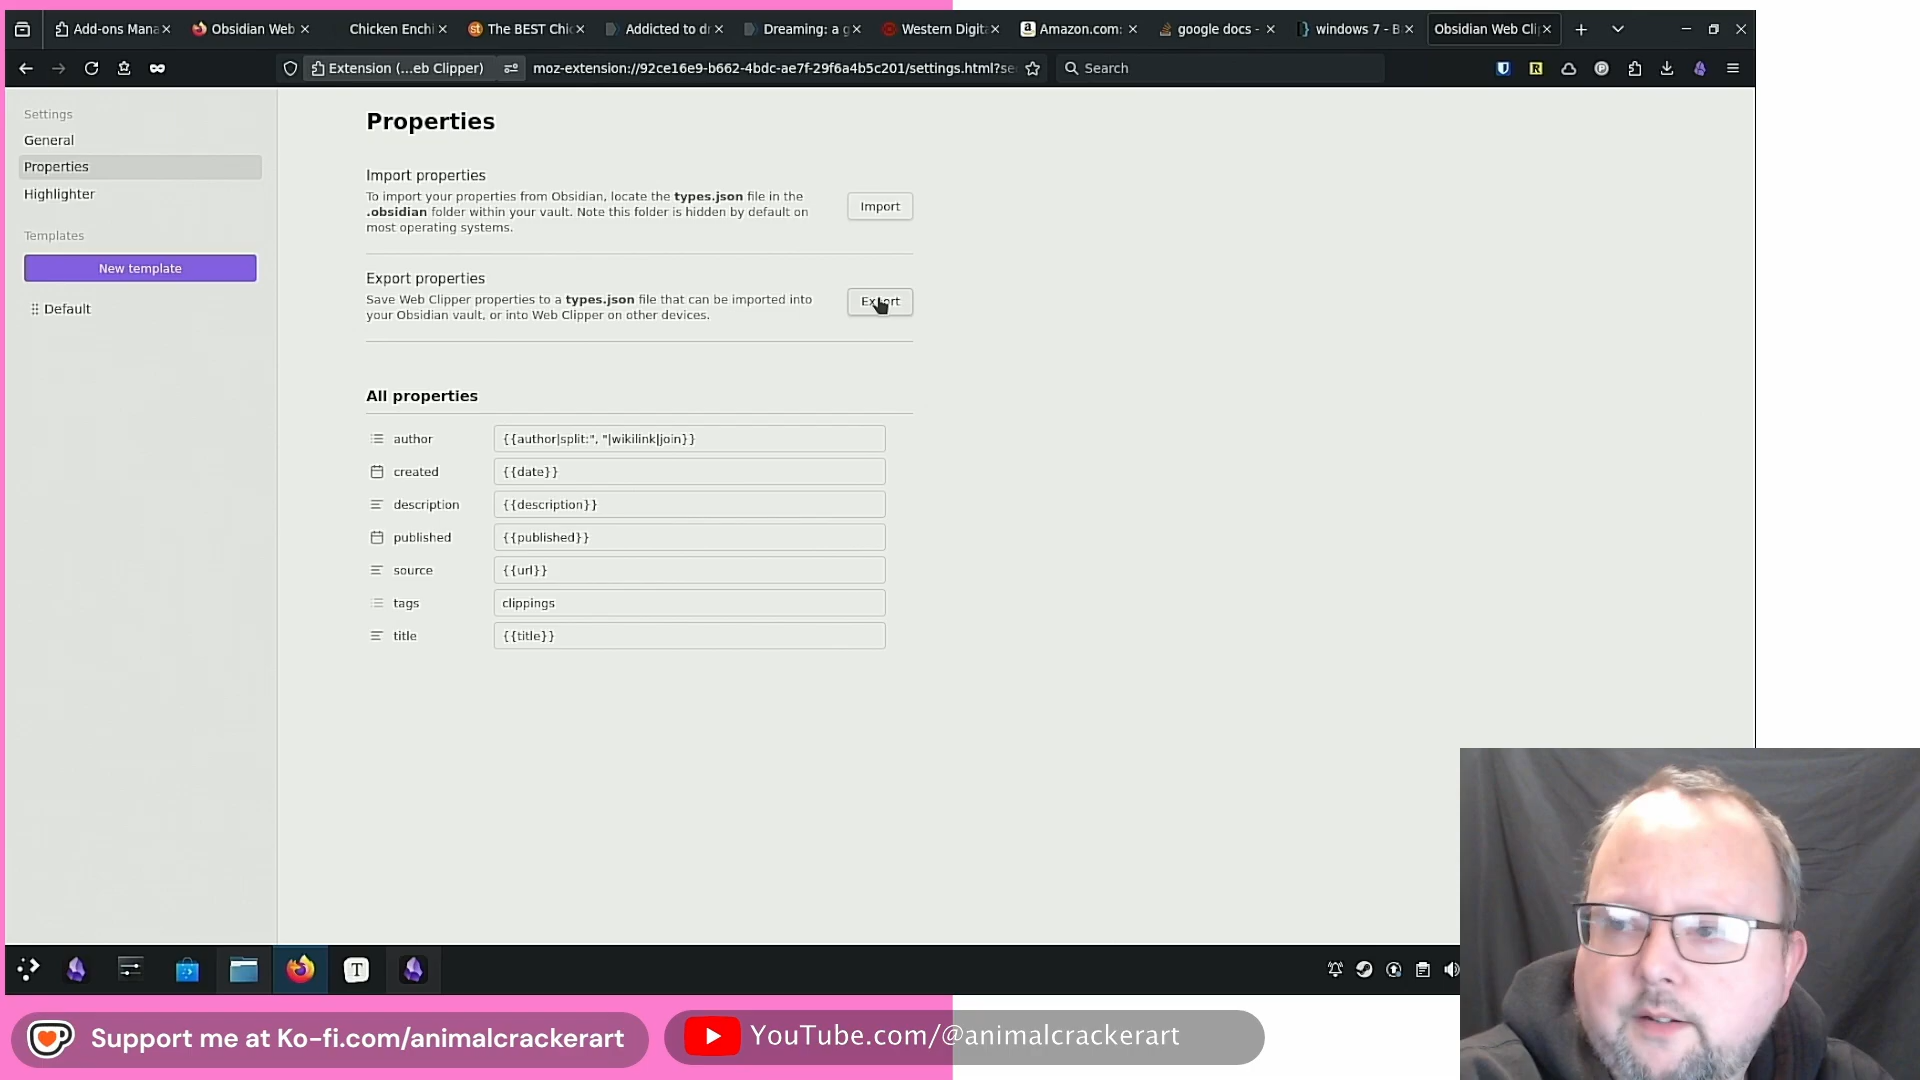 Add-ons Mana
Obsidian Web
Chicken Enchi
The BEST Chic
Addicted to dr
Dreaming: a g
Western Digita
Amazon.com:
google docs -
windows 7 - B
Obsidian Web Cli
Extension (...eb Clipper)
moz-extension://92ce16e9-b662-4bdc-ae7f-29f6a4b5c201/settings.html?se
Search
Settings
General
Properties
Highlighter
Templates
New template
Default
Properties
Import properties
To import your properties from Obsidian, locate the types.json file in the
.obsidian folder within your vault. Note this folder is hidden by default on
most operating systems.
Import
Export properties
Save Web Clipper properties to a types.json file that can be imported into
your Obsidian vault, or into Web Clipper on other devices.
Export
All properties
author
{{author|split:", "|wikilink|join}}
created
{{date}}
description
{{description}}
published
{{published}}
source
{{url}}
tags
clippings
title
{{title}}
Support me at Ko-fi.com/animalcrackerart
YouTube.com/@animalcrackerart